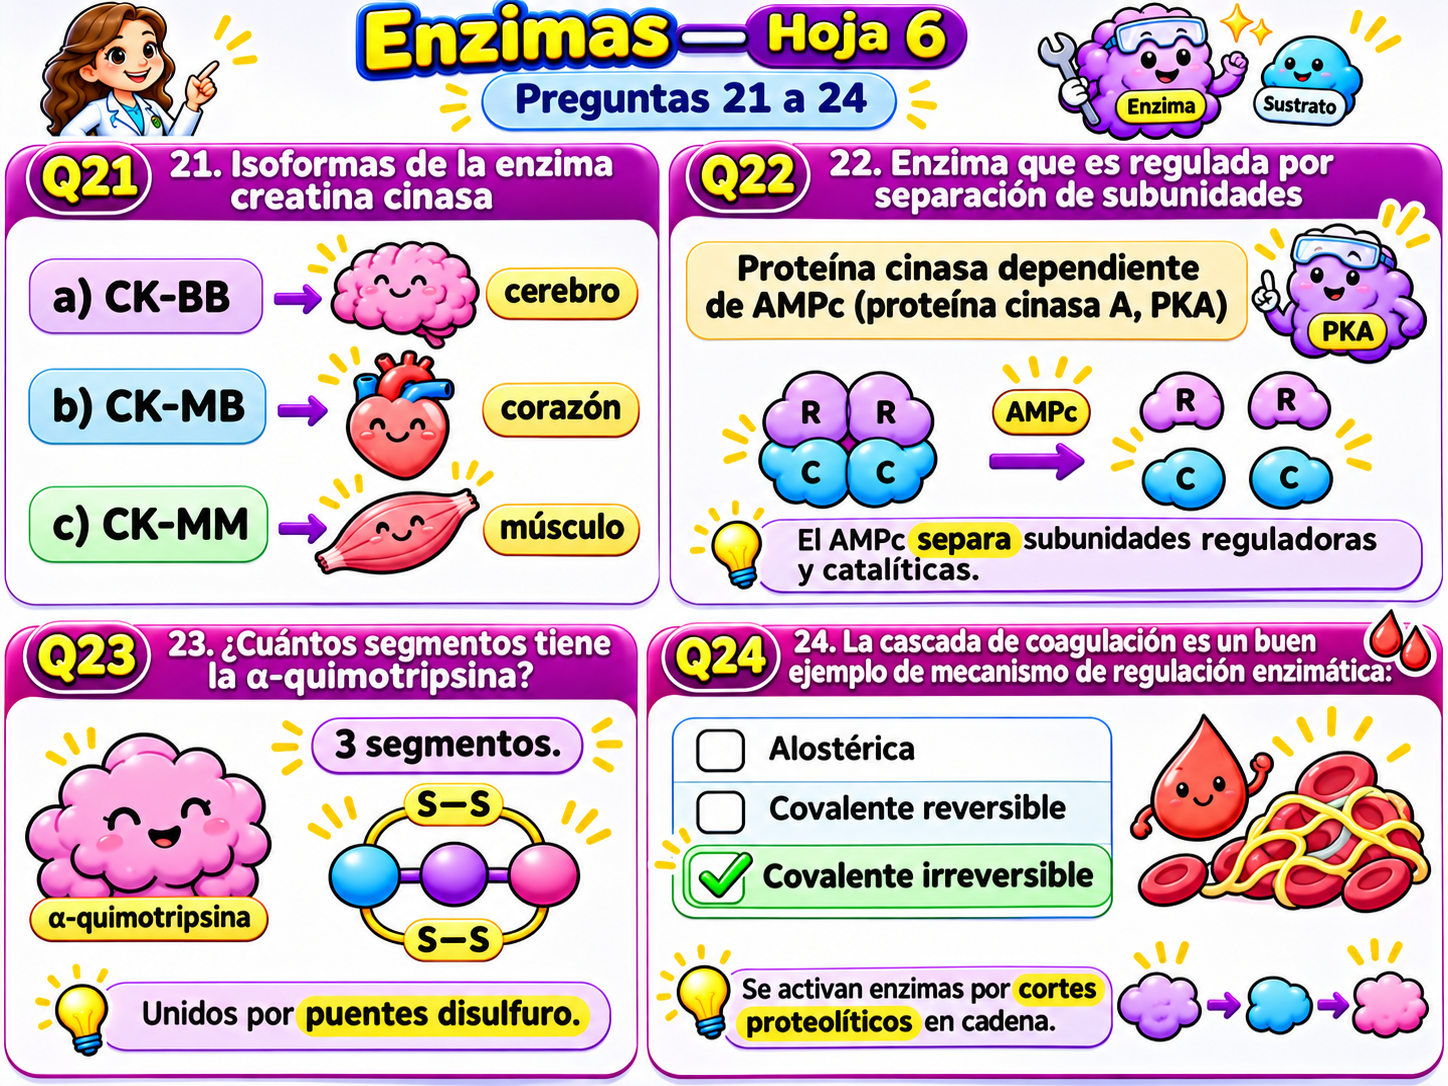 Enzimas — Hoja 6
Preguntas 21 a 24
Enzima
Sustrato
Q21
21. Isoformas de la enzima
creatina cinasa
a) CK-BB
cerebro
b) CK-MB
corazón
c) CK-MM
músculo
Q22
22. Enzima que es regulada por
separación de subunidades
Proteína cinasa dependiente
de AMPc (proteína cinasa A, PKA)
PKA
R R
C C
AMPc
R R
C C
El AMPc separa subunidades reguladoras
y catalíticas.
Q23
23. ¿Cuántos segmentos tiene
la α-quimotripsina?
3 segmentos.
S—S
S—S
α-quimotripsina
Unidos por puentes disulfuro.
Q24
24. La cascada de coagulación es un buen
ejemplo de mecanismo de regulación enzimática:
Alostérica
Covalente reversible
Covalente irreversible
Se activan enzimas por cortes
proteolíticos en cadena.